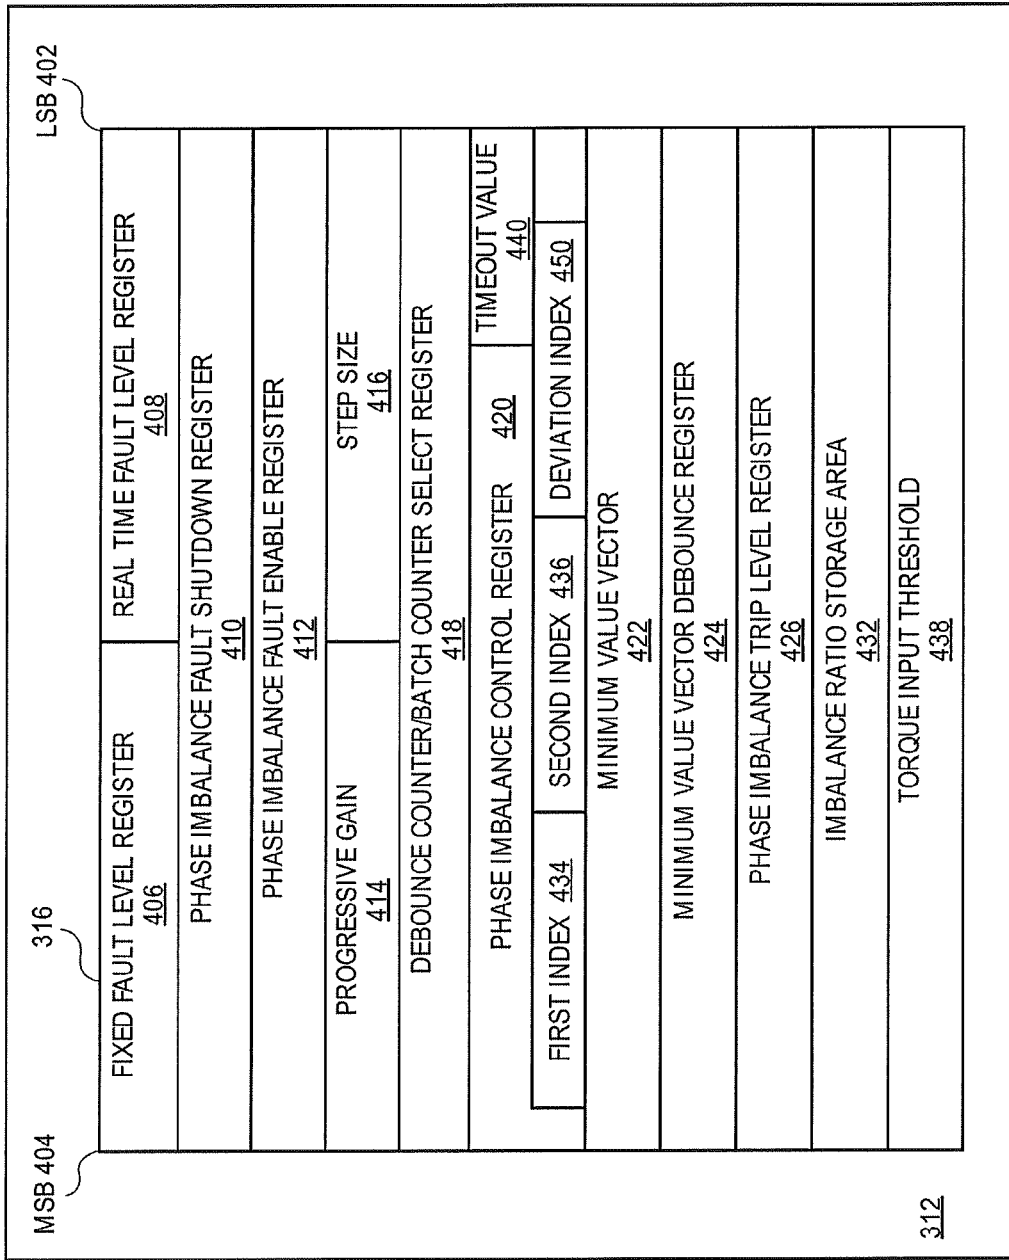 MSB 404
316
LSB 402
FIXED FAULT LEVEL REGISTER
406
REAL TIME FAULT LEVEL REGISTER
408
PHASE IMBALANCE FAULT SHUTDOWN REGISTER
410
PHASE IMBALANCE FAULT ENABLE REGISTER
412
PROGRESSIVE GAIN
414
STEP SIZE
416
DEBOUNCE COUNTER/BATCH COUNTER SELECT REGISTER
418
PHASE IMBALANCE CONTROL REGISTER 420
TIMEOUT VALUE
440
FIRST INDEX 434
SECOND INDEX 436
DEVIATION INDEX 450
MINIMUM VALUE VECTOR
422
MINIMUM VALUE VECTOR DEBOUNCE REGISTER
424
PHASE IMBALANCE TRIP LEVEL REGISTER
426
IMBALANCE RATIO STORAGE AREA
432
TORQUE INPUT THRESHOLD
438
312